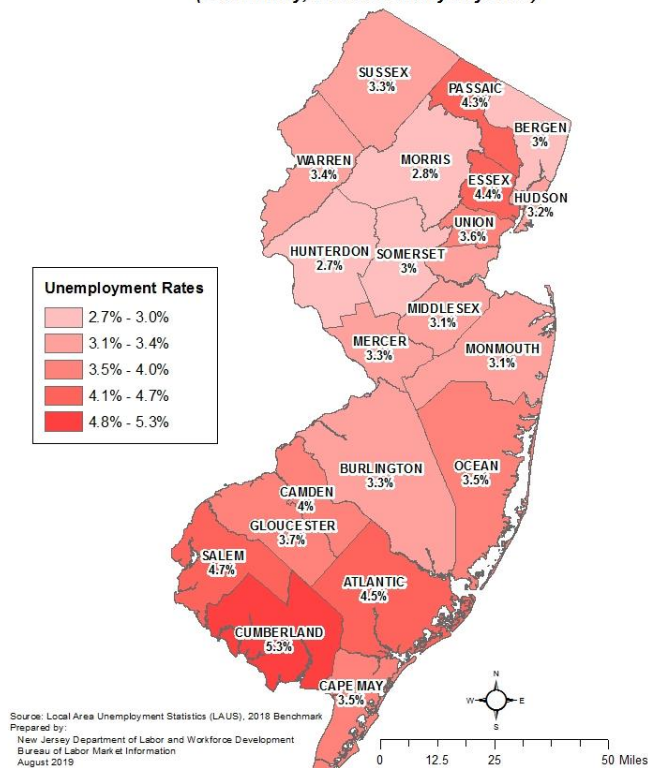 SUSSEX
3.3%
PASSAIC
4.3%
BERGEN
3%
WARREN
3.4%
MORRIS
2.8%
ESSEX
4.4%
HUDSON
3.2%
UNION
3.6%
HUNTERDON
2.7%
SOMERSET
3%
Unemployment Rates
2.7% - 3.0%
3.1% - 3.4%
3.5% - 4.0%
4.1% - 4.7%
4.8% - 5.3%
MIDDLESEX
3.1%
MERCER
3.3%
MONMOUTH
3.1%
BURLINGTON
3.3%
OCEAN
3.5%
CAMDEN
4%
GLOUCESTER
3.7%
SALEM
4.7%
ATLANTIC
4.5%
CUMBERLAND
5.3%
CAPE MAY
3.5%
N
W E
S
Source: Local Area Unemployment Statistics (LAUS), 2018 Benchmark
Prepared by:
New Jersey Department of Labor and Workforce Development
Bureau of Labor Market Information
August 2019
0 12.5 25 50 Miles